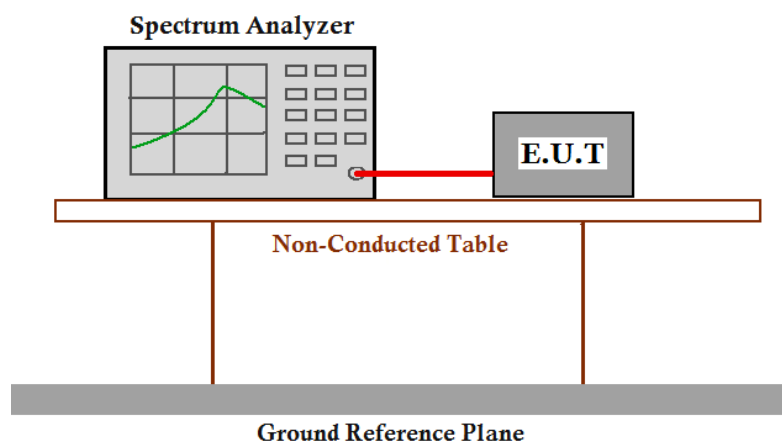 Spectrum Analyzer
E.U.T
Non-Conducted Table
Ground Reference Plane